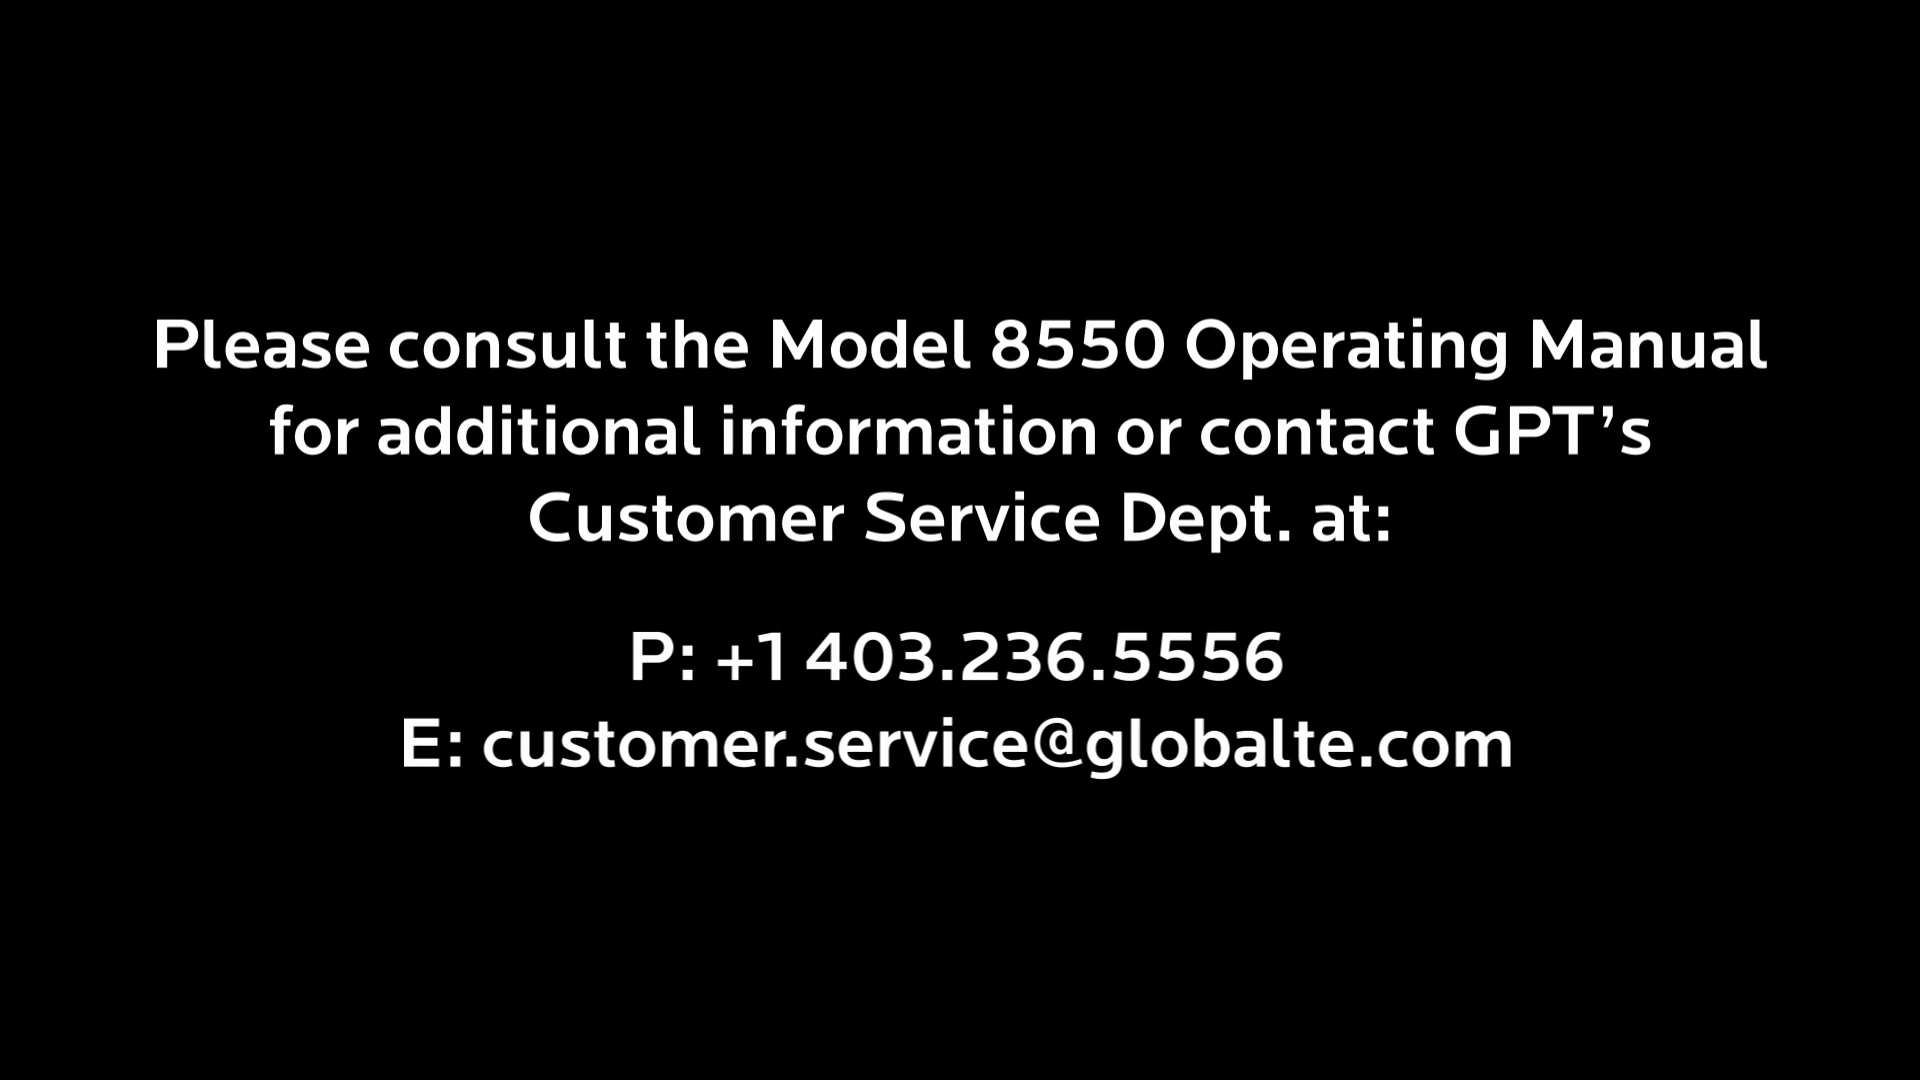 Please consult the Model 8550 Operating Manual
for additional information or contact GPT’s
Customer Service Dept. at:
P: +1 403.236.5556
E: customer.service@globalte.com